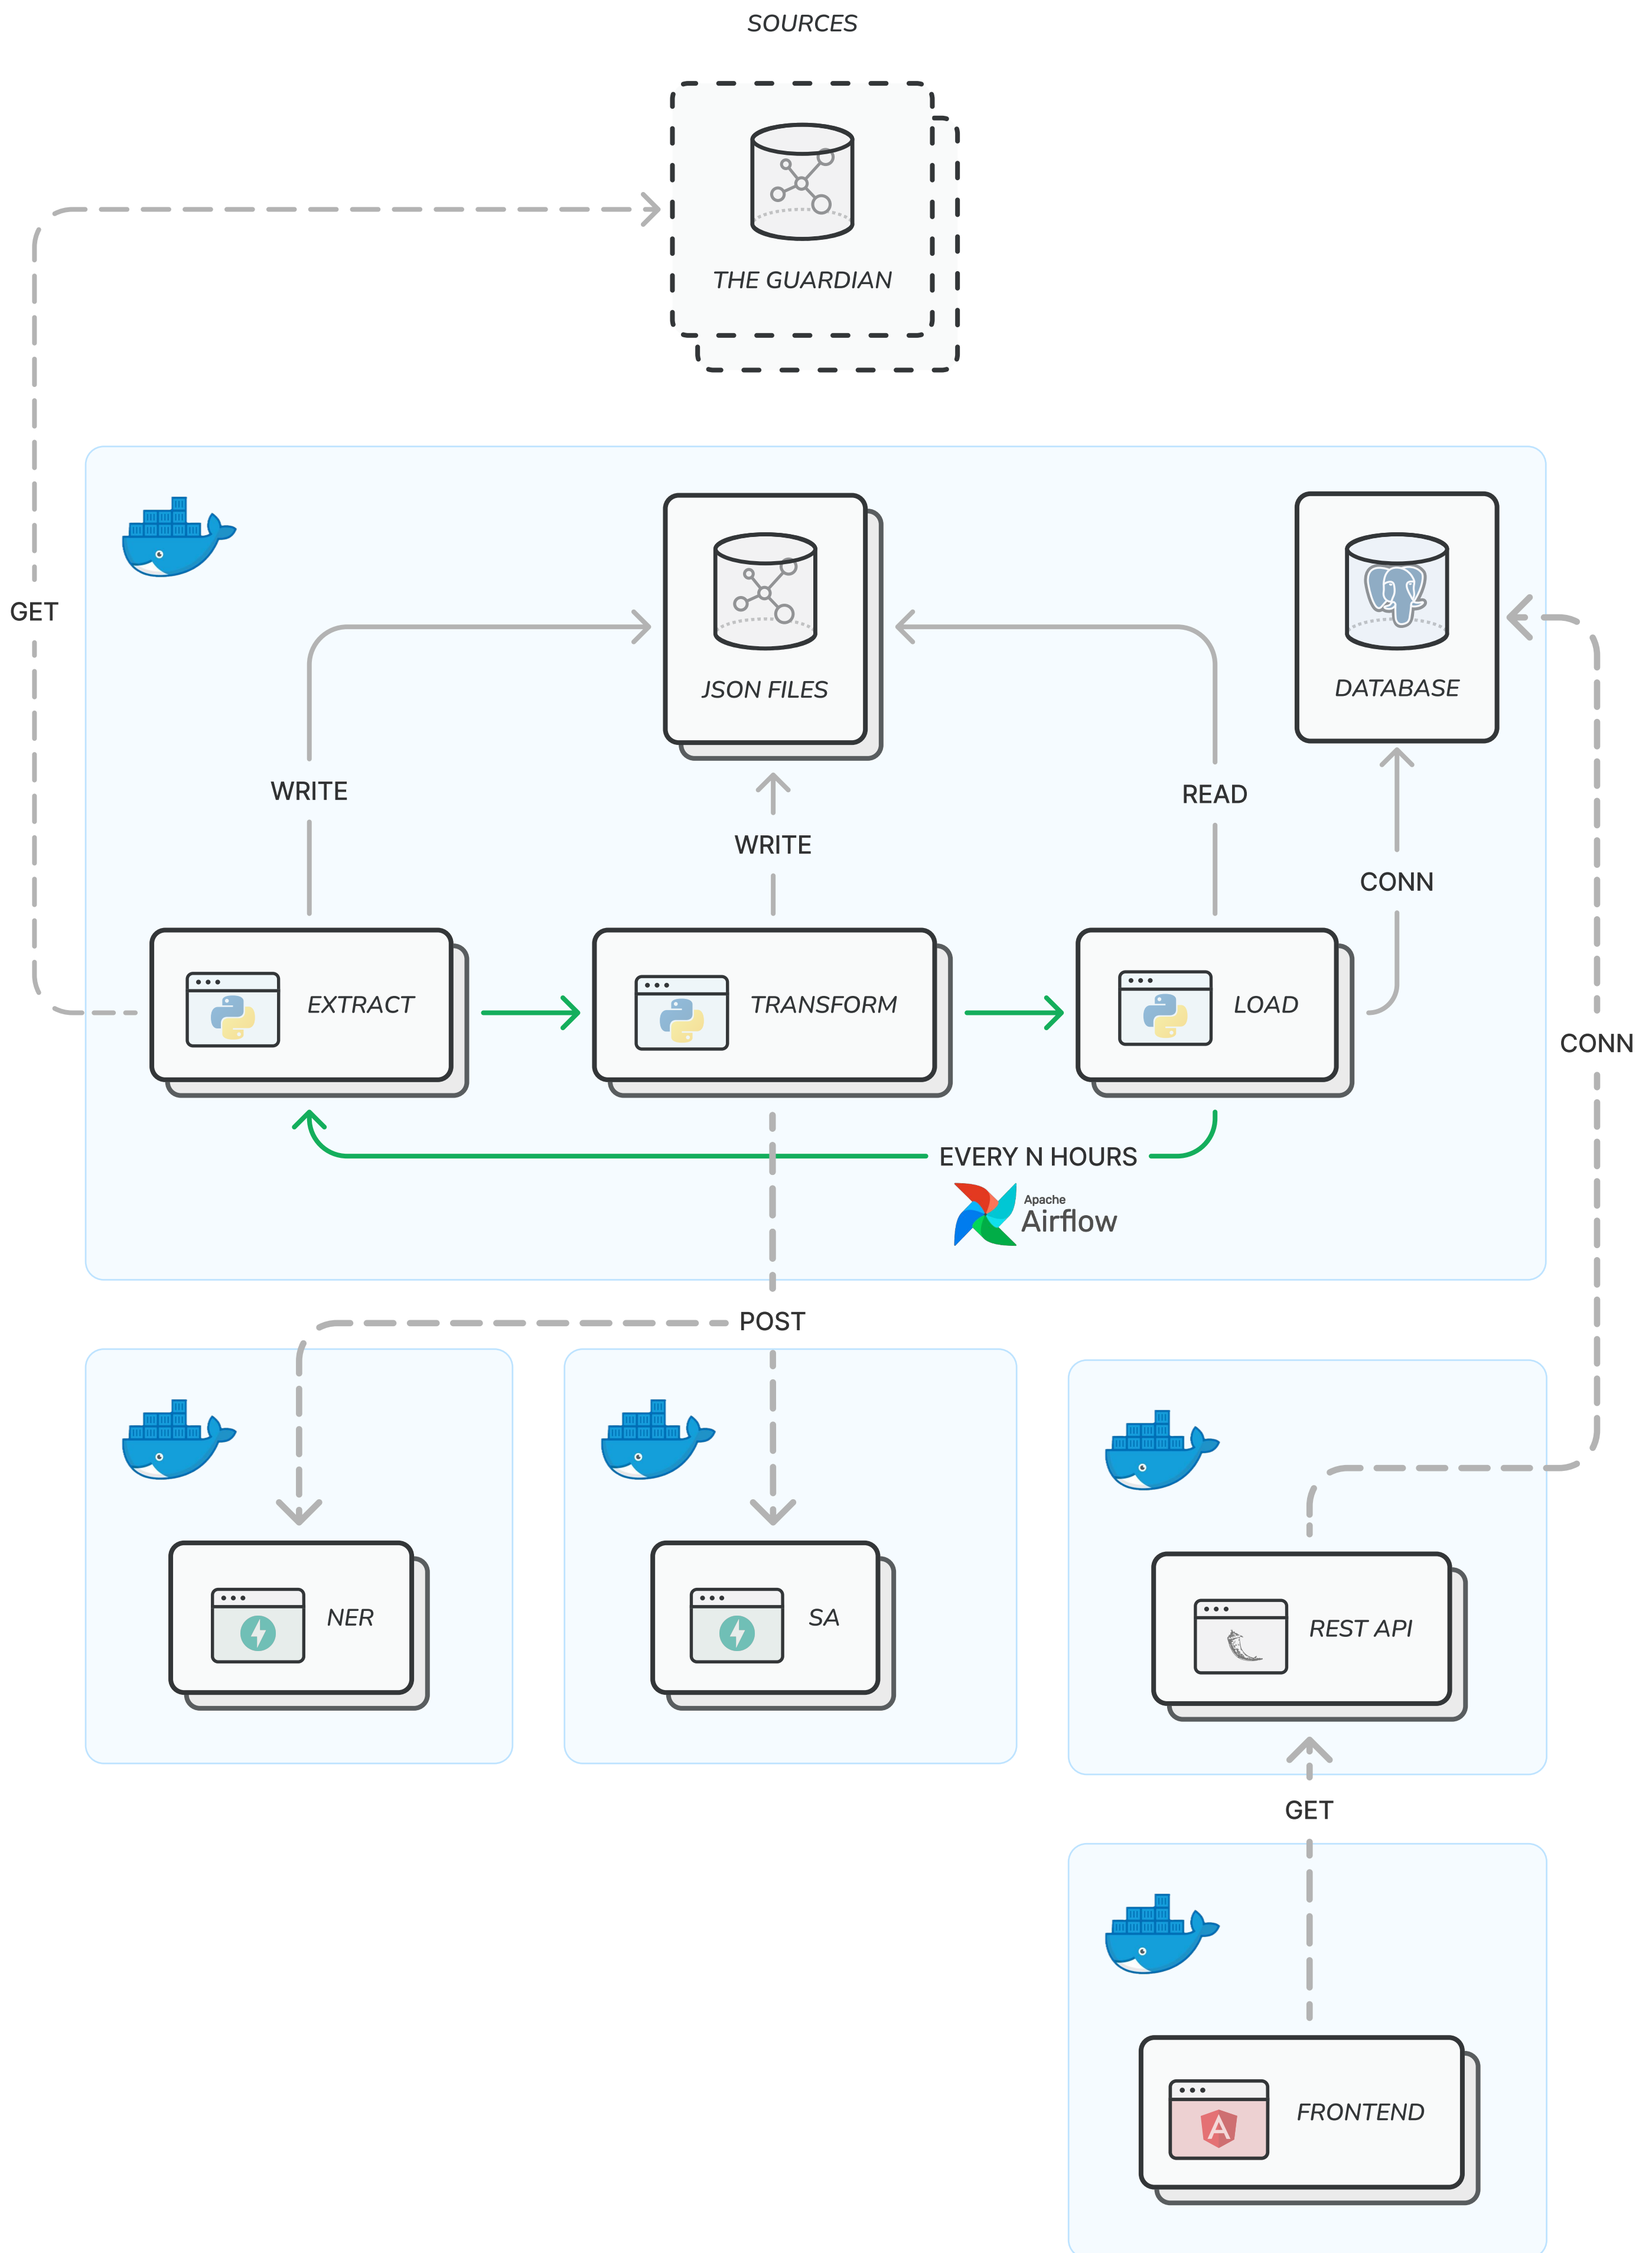 SOURCES
THE GUARDIAN
GET
JSON FILES
DATABASE
WRITE
READ
WRITE
CONN
EXTRACT
TRANSFORM
LOAD
CONN
EVERY N HOURS
Apache
Airflow
POST
NER
SA
REST API
GET
FRONTEND